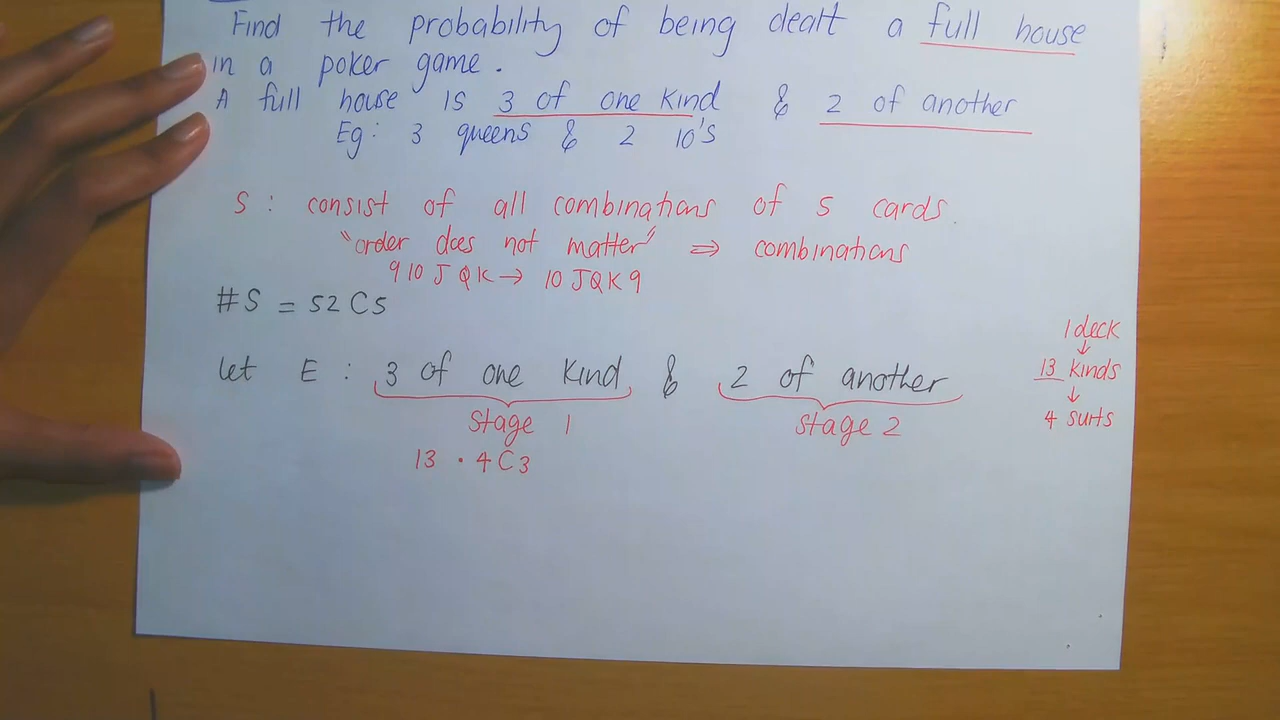 Find the probability of being dealt a full house
in a poker game.
A full house is 3 of one kind & 2 of another
Eg: 3 queens & 2 10's
S: consist of all combinations of 5 cards.
"order does not matter" ⇒ combinations
9 10 J Q K → 10 J Q K 9
#S = 52C5
1 deck
↓
let E: 3 of one kind & 2 of another
13 kinds
↓
stage 1 stage 2
4 suits
13 · 4C3